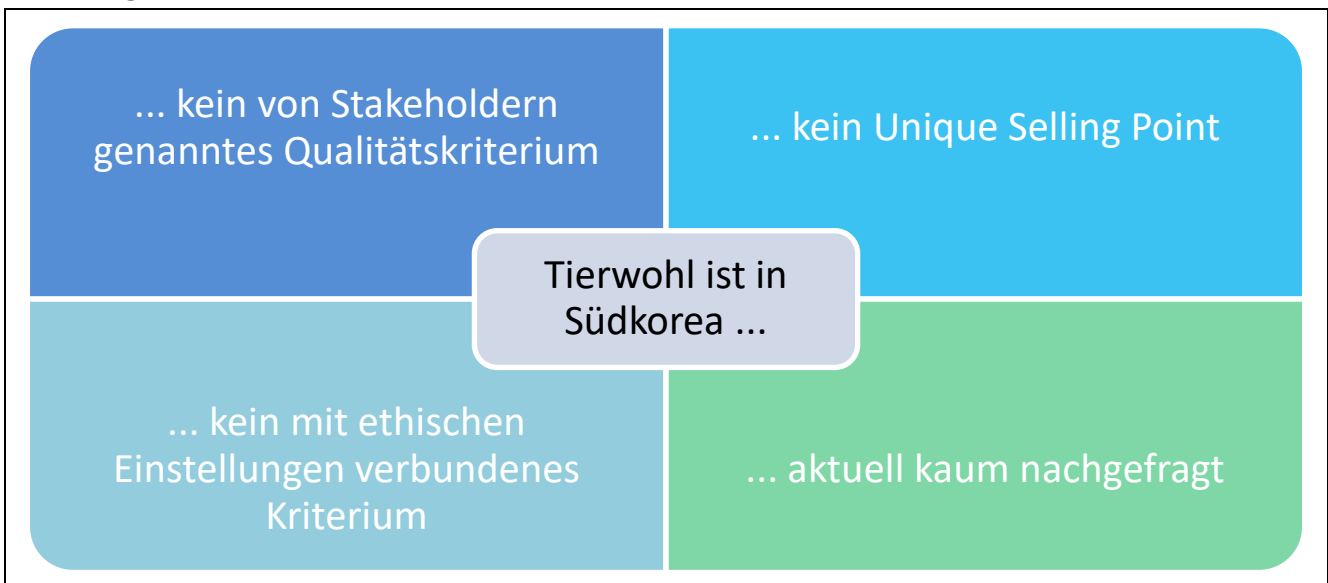 ... kein von Stakeholdern
genanntes Qualitätskriterium
... kein Unique Selling Point
Tierwohl ist in
Südkorea ...
... kein mit ethischen
Einstellungen verbundenes
Kriterium
... aktuell kaum nachgefragt